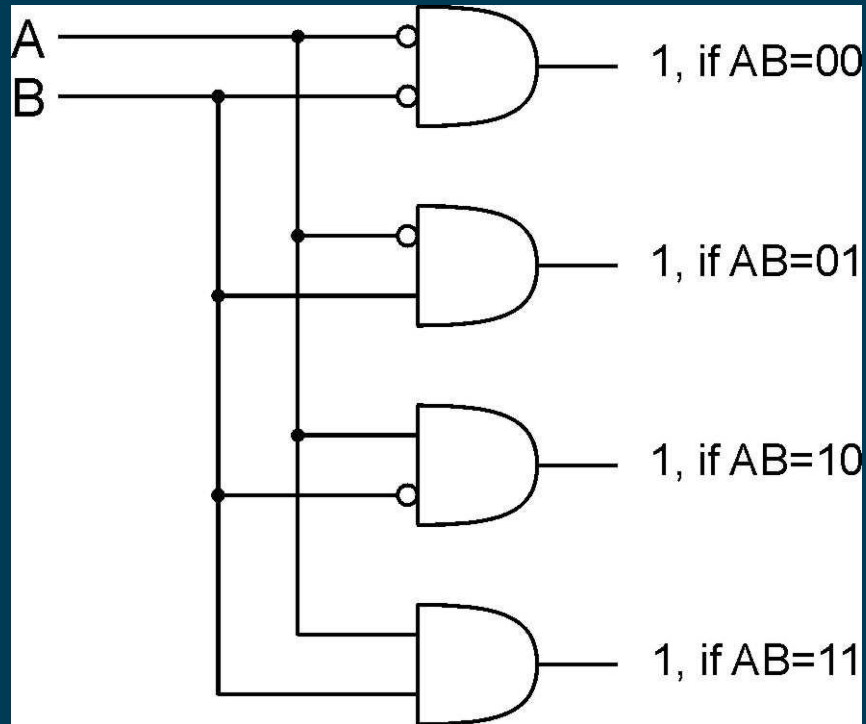 A
B
1, if AB=00
1, if AB=01
1, if AB=10
1, if AB=11